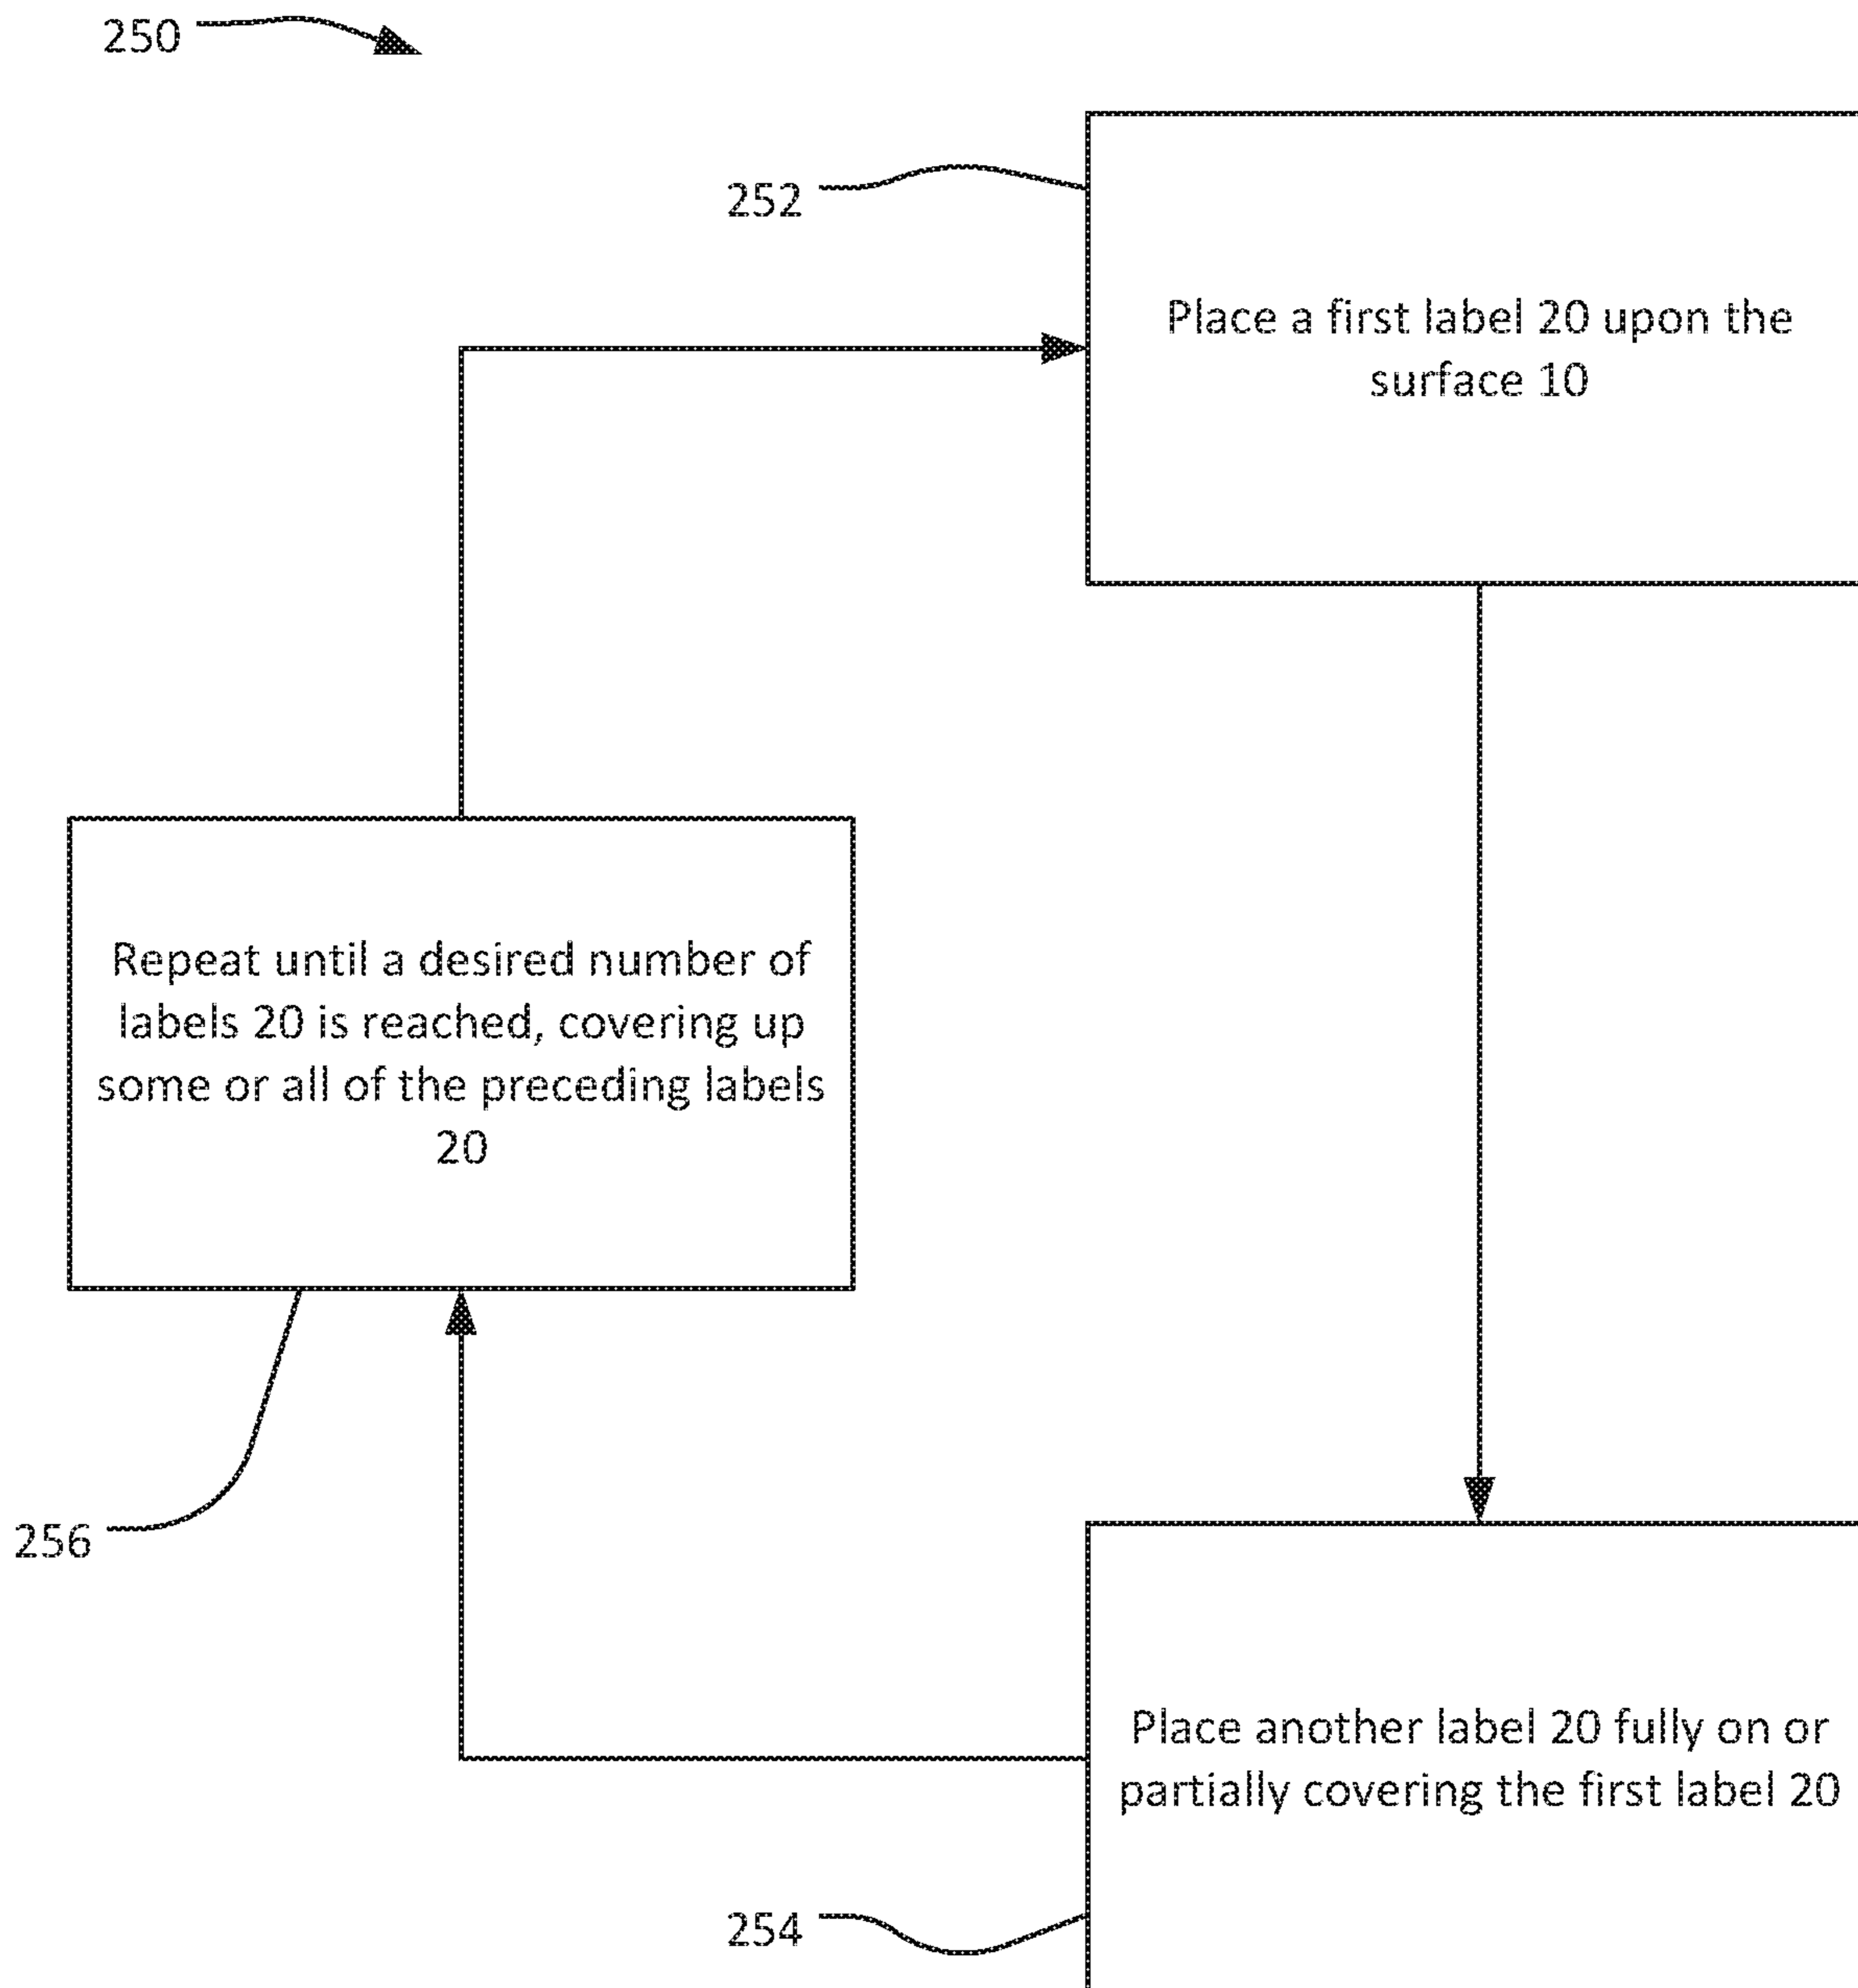 250
252
Place a first label 20 upon the
surface 10
Repeat until a desired number of
labels 20 is reached, covering up
some or all of the preceding labels
20
256
Place another label 20 fully on or
partially covering the first label 20
254